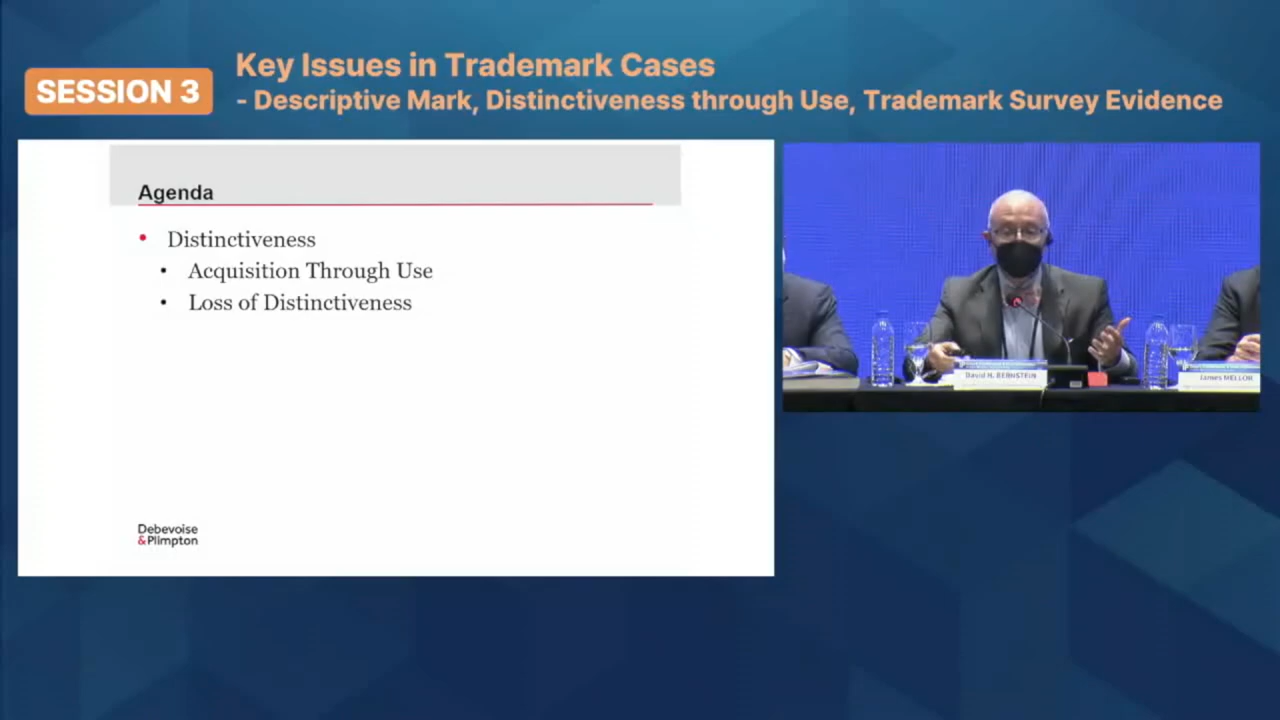 SESSION 3
Key Issues in Trademark Cases
- Descriptive Mark, Distinctiveness through Use, Trademark Survey Evidence
Agenda
• Distinctiveness
• Acquisition Through Use
• Loss of Distinctiveness
Debevoise
&Plimpton
David H. BERNSTEIN
James MELLOR